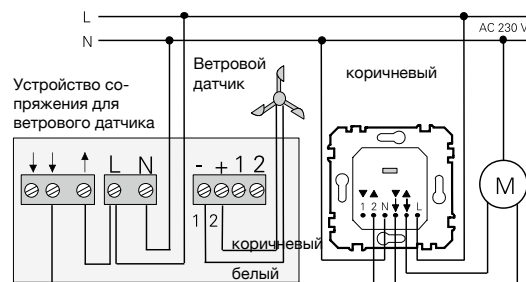 L
N
AC 230 V
Ветровой
датчик
коричневый
Устройство со-
пряжения для
ветрового датчика
L N
- + 1 2
1 2 N L
M
1 2
коричневый
белый